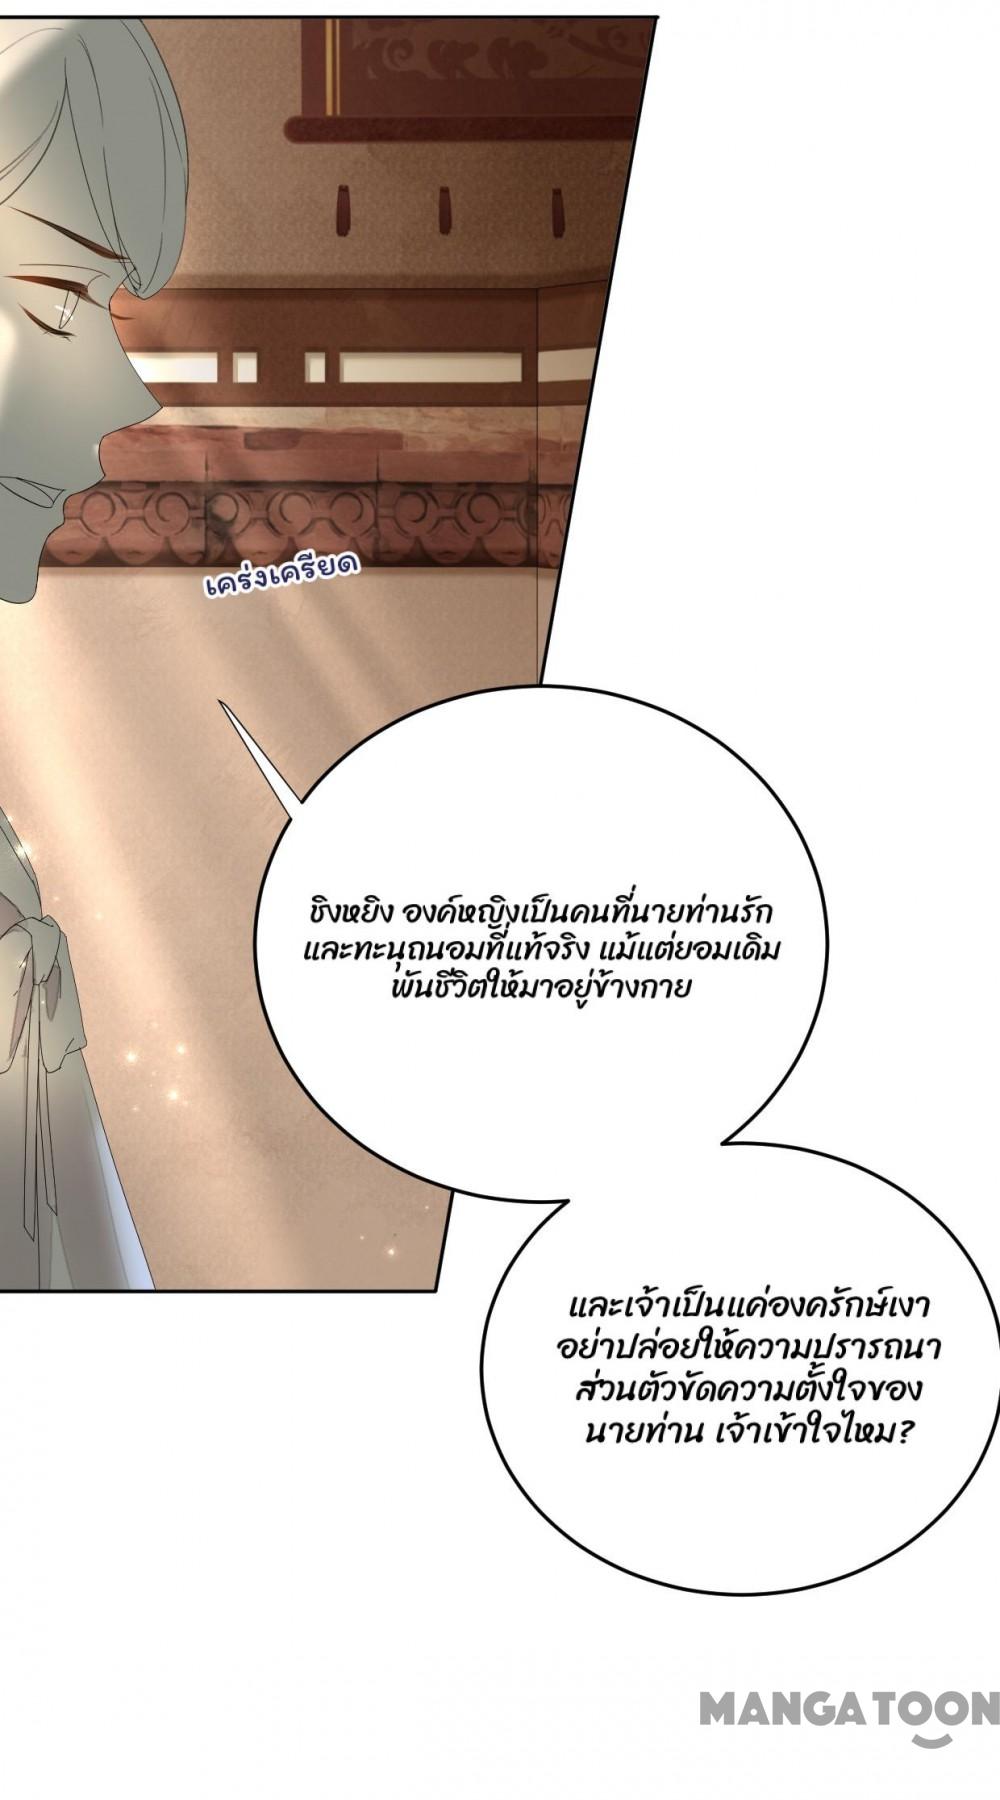 เคร่งเครียด
ชิงหยิง องค์หญิงเป็นคนที่นายท่านรัก
และทะนุถนอมที่แท้จริง แม้แต่ยอมเดิม
พันชีวิตให้มาอยู่ข้างกาย
และเจ้าเป็นแค่องครักษ์เงา
อย่าปล่อยให้ความปรารถนา
ส่วนตัวขัดความตั้งใจของ
นายท่าน เจ้าเข้าใจไหม?
MANGATOON